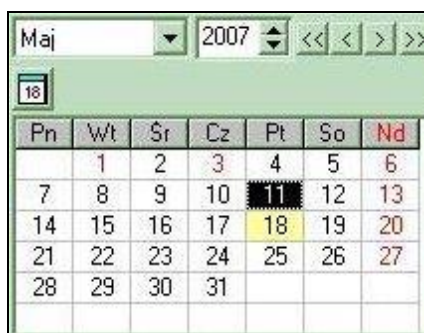 Maj 2007 << < > >>
18
Pn Wt Śr Cz Pt So Nd
1 2 3 4 5 6
7 8 9 10 11 12 13
14 15 16 17 18 19 20
21 22 23 24 25 26 27
28 29 30 31